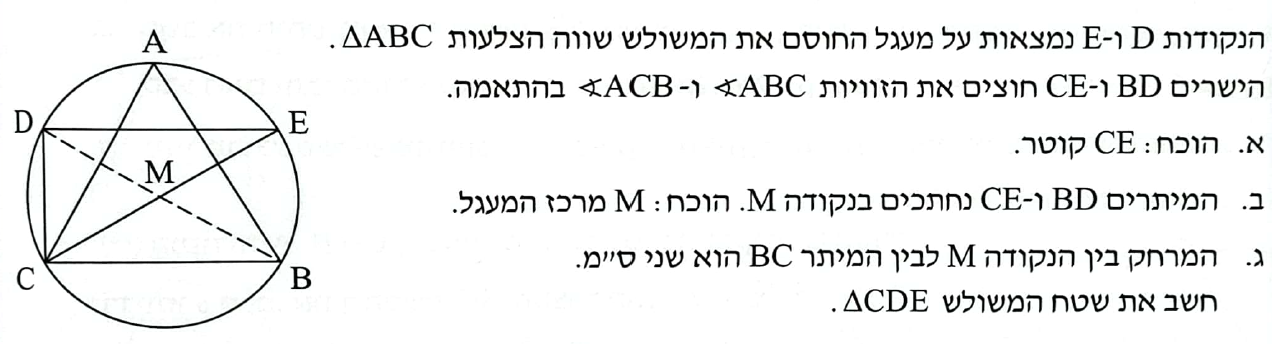 הנקודות D ו-E נמצאות על מעגל החוסם את המשולש שווה הצלעות ΔABC.
הישרים BD ו-CE חוצים את הזוויות ∢ABC ו-∢ACB בהתאמה.
א. הוכח: CE קוטר.
ב. המיתרים BD ו-CE נחתכים בנקודה M. הוכח: M מרכז המעגל.
ג. המרחק בין הנקודה M לבין המיתר BC הוא שני ס"מ.
חשב את שטח המשולש ΔCDE.
A
D
E
M
C
B